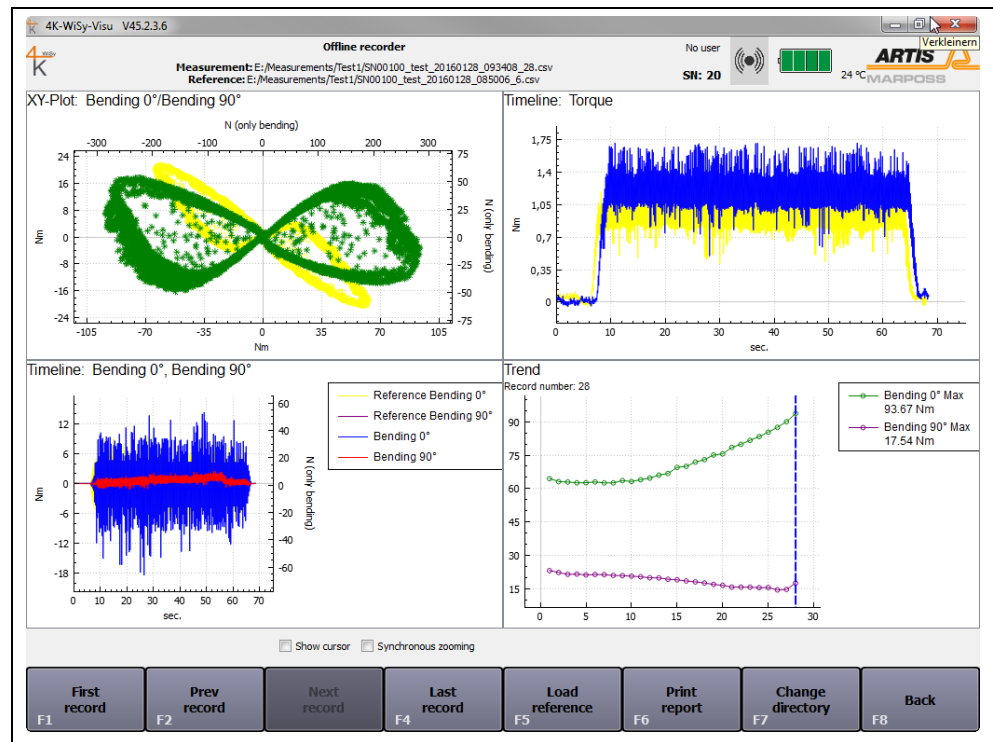 4K-WiSy-Visu V45.2.3.6
Verkleinern
4 WiSy
K
Offline recorder
Measurement: E:/Measurements/Test1/SN00100_test_20160128_093408_28.csv
Reference: E:/Measurements/Test1/SN00100_test_20160128_085006_6.csv
No user
SN: 20
24 °C
ARTIS
MARPOSS
XY-Plot: Bending 0°/Bending 90°
N (only bending)
-300 -200 -100 0 100 200 300
24 16 8 0 -8 -16 -24
Nm
75 50 25 0 -25 -50 -75
N (only bending)
-105 -70 -35 0 35 70 105
Nm
Timeline: Torque
1,75 1,4 1,05 0,7 0,35 0
Nm
0 10 20 30 40 50 60 70
sec.
Timeline: Bending 0°, Bending 90°
12 6 0 -6 -12 -18
Nm
60 40 20 0 -20 -40 -60
N (only bending)
0 10 20 30 40 50 60 70
sec.
Reference Bending 0°
Reference Bending 90°
Bending 0°
Bending 90°
Trend
Record number: 28
90 75 60 45 30 15
0 5 10 15 20 25 30
Bending 0° Max
93.67 Nm
Bending 90° Max
17.54 Nm
Show cursor Synchronous zooming
First
record
F1
Prev
record
F2
Next
record
Last
record
F4
Load
reference
F5
Print
report
F6
Change
directory
F7
Back
F8